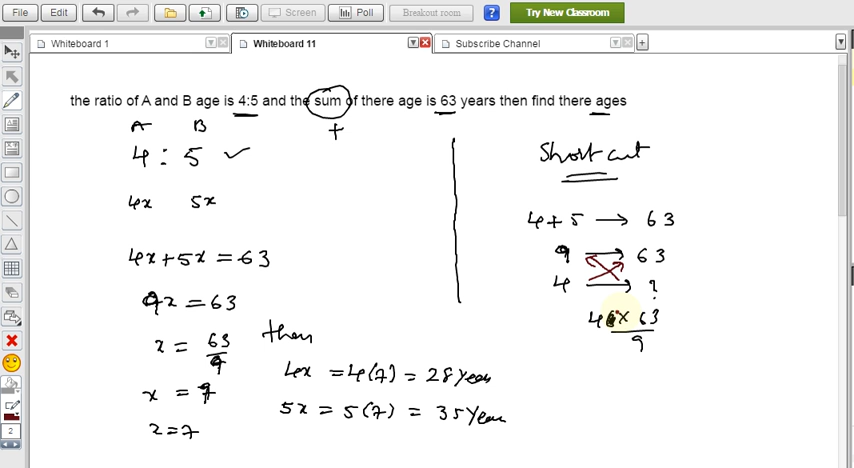 File Edit Screen Poll Breakout room ? Try New Classroom
Whiteboard 1 Whiteboard 11 Subscribe Channel
the ratio of A and B age is 4:5 and the sum of there age is 63 years then find there ages
A B +
4 : 5
4x 5x
4x+5x=63
9x=63
x = 63/9
x = 9
x=7
then
4x =4(7) = 28 years
5x = 5(7) = 35 years
Short cut
4+5 → 63
9 → 63
4 → ?
4 x 63
9
2